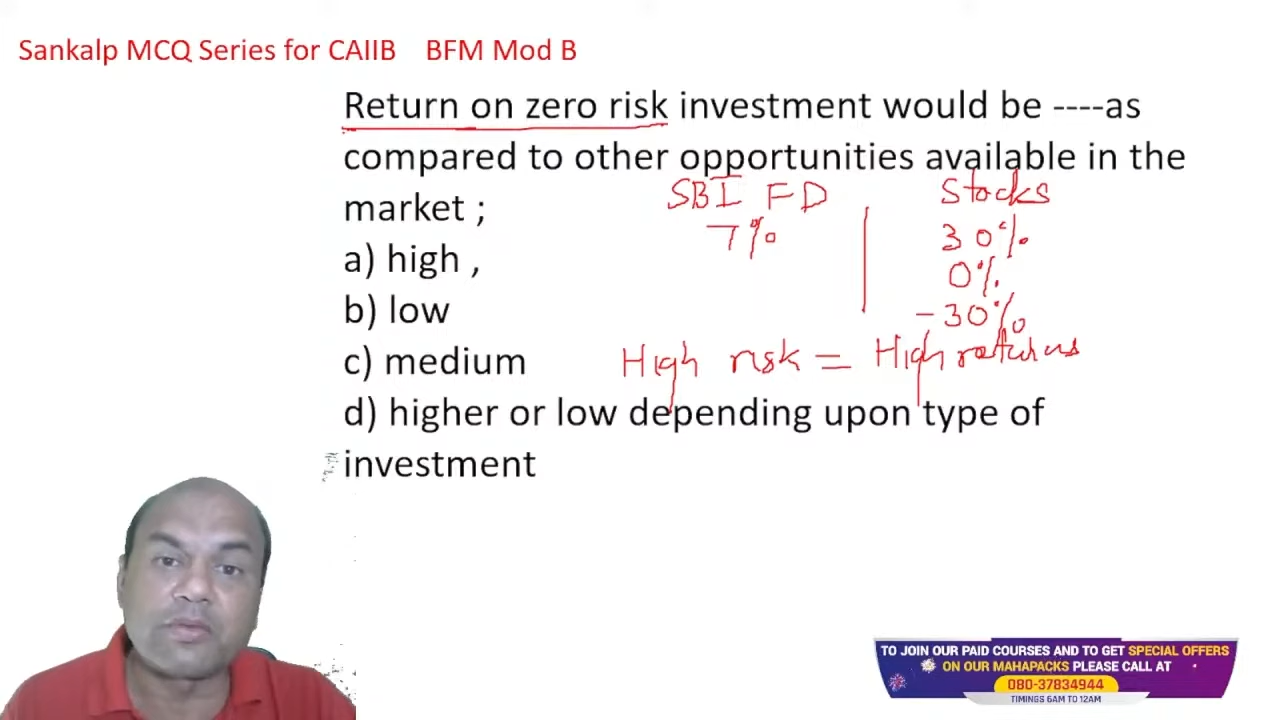 Sankalp MCQ Series for CAIIB BFM Mod B
Return on zero risk investment would be ----as
compared to other opportunities available in the
market ;
SBI FD
Stocks
7%
30%
0%
-30%
a) high ,
b) low
c) medium
High risk = High returns
d) higher or low depending upon type of
investment
TO JOIN OUR PAID COURSES AND TO GET SPECIAL OFFERS
ON OUR MAHAPACKS PLEASE CALL AT
080-37834944
TIMINGS 6AM TO 12AM